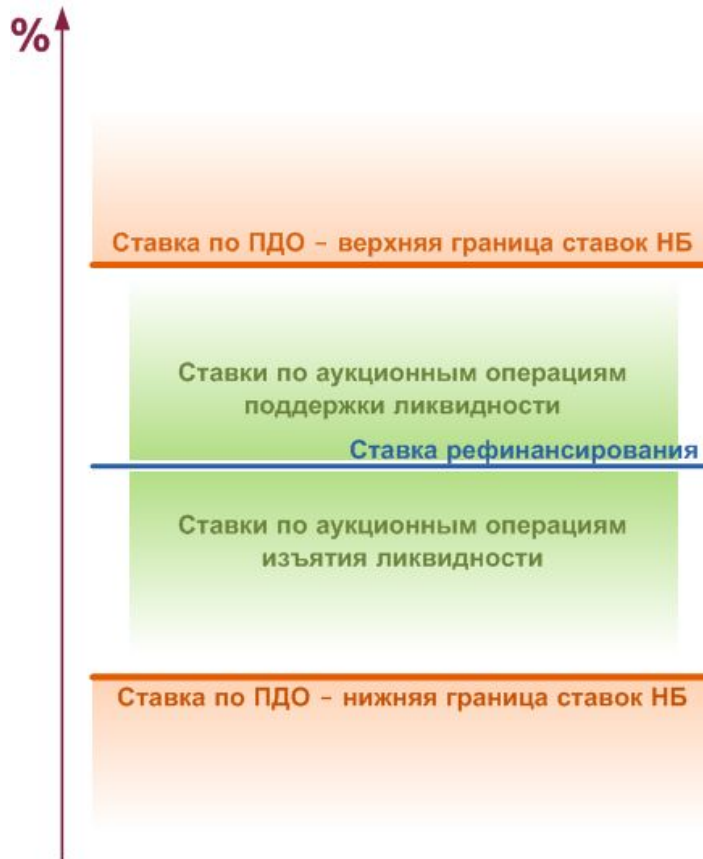 %
Ставка по ПДО – верхняя граница ставок НБ
Ставки по аукционным операциям
поддержки ликвидности
Ставка рефинансирования
Ставки по аукционным операциям
изъятия ликвидности
Ставка по ПДО – нижняя граница ставок НБ